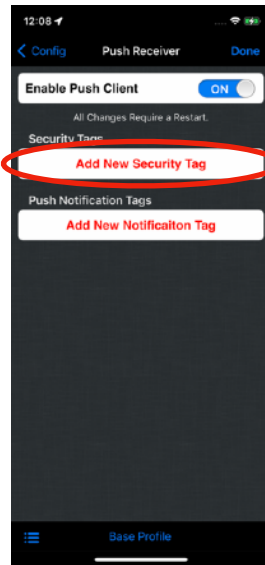 12:08
Config Push Receiver Done
Enable Push Client ON
All Changes Require a Restart.
Security Tags
Add New Security Tag
Push Notification Tags
Add New Notificaiton Tag
Base Profile